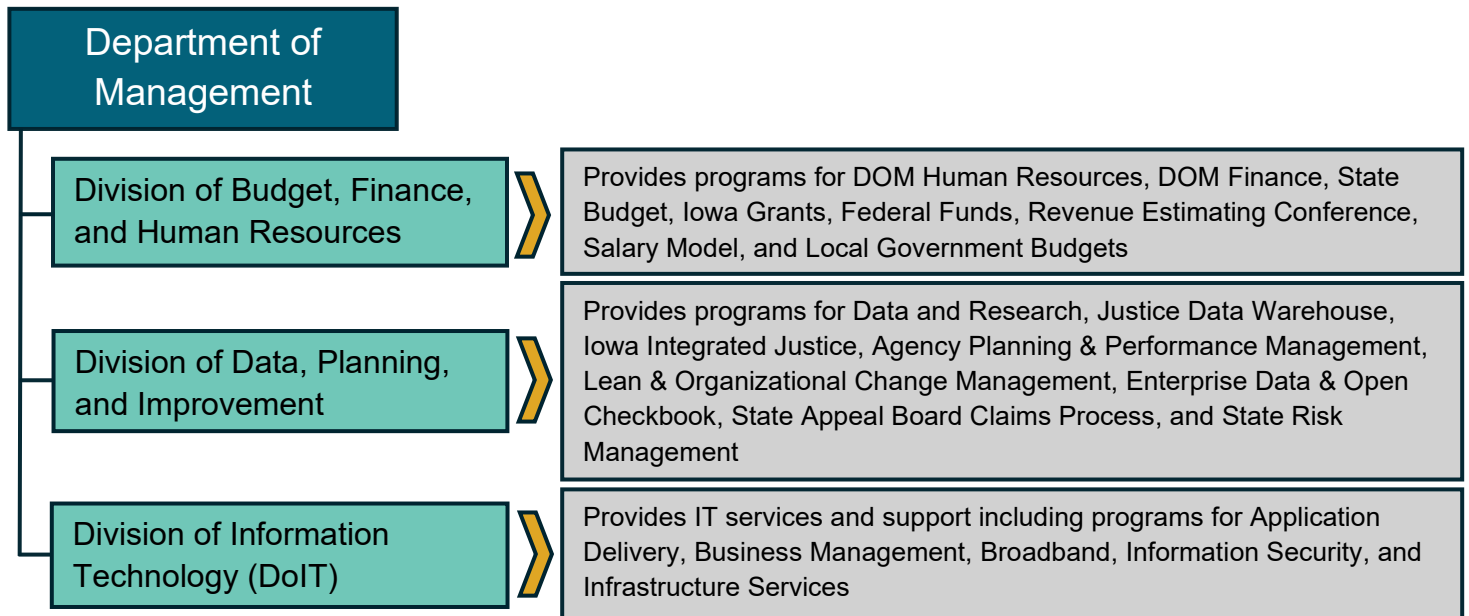 Department of
Management
Division of Budget, Finance,
and Human Resources
Provides programs for DOM Human Resources, DOM Finance, State
Budget, Iowa Grants, Federal Funds, Revenue Estimating Conference,
Salary Model, and Local Government Budgets
Division of Data, Planning,
and Improvement
Provides programs for Data and Research, Justice Data Warehouse,
Iowa Integrated Justice, Agency Planning & Performance Management,
Lean & Organizational Change Management, Enterprise Data & Open
Checkbook, State Appeal Board Claims Process, and State Risk
Management
Division of Information
Technology (DoIT)
Provides IT services and support including programs for Application
Delivery, Business Management, Broadband, Information Security, and
Infrastructure Services